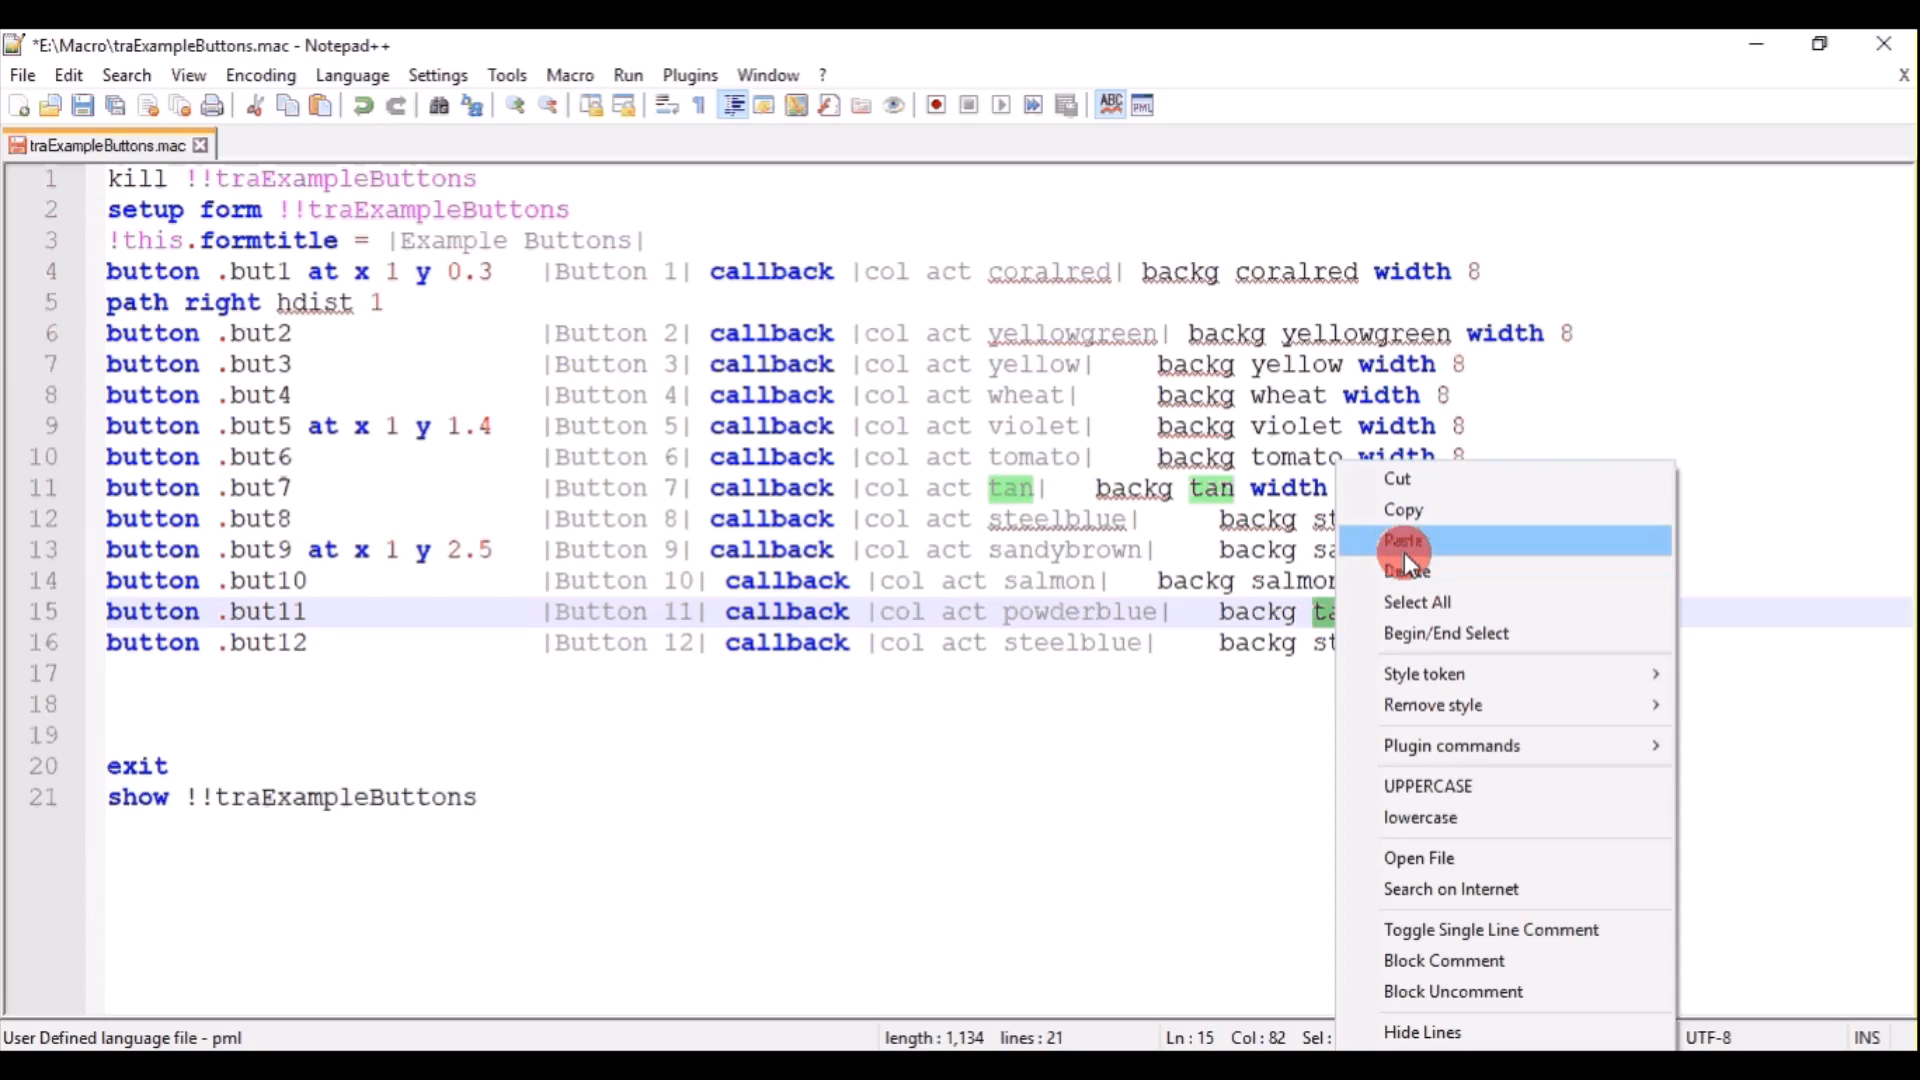 *E:\Macro\traExampleButtons.mac - Notepad++
File Edit Search View Encoding Language Settings Tools Macro Run Plugins Window ? X
ABC PML
traExampleButtons.mac
1 kill !!traExampleButtons
2 setup form !!traExampleButtons
3 !this.formtitle = |Example Buttons|
4 button .but1 at x 1 y 0.3 |Button 1| callback |col act coralred| backg coralred width 8
5 path right hdist 1
6 button .but2 |Button 2| callback |col act yellowgreen| backg yellowgreen width 8
7 button .but3 |Button 3| callback |col act yellow| backg yellow width 8
8 button .but4 |Button 4| callback |col act wheat| backg wheat width 8
9 button .but5 at x 1 y 1.4 |Button 5| callback |col act violet| backg violet width 8
10 button .but6 |Button 6| callback |col act tomato| backg tomato width 8
11 button .but7 |Button 7| callback |col act tan| backg tan width
12 button .but8 |Button 8| callback |col act steelblue| backg st
13 button .but9 at x 1 y 2.5 |Button 9| callback |col act sandybrown| backg sa
14 button .but10 |Button 10| callback |col act salmon| backg salmon
15 button .but11 |Button 11| callback |col act powderblue| backg ta
16 button .but12 |Button 12| callback |col act steelblue| backg st
17
18
19
20 exit
21 show !!traExampleButtons
Cut
Copy
Paste
Delete
Select All
Begin/End Select
Style token
Remove style
Plugin commands
UPPERCASE
lowercase
Open File
Search on Internet
Toggle Single Line Comment
Block Comment
Block Uncomment
Hide Lines
User Defined language file - pml length : 1,134 lines : 21 Ln : 15 Col : 82 Sel : UTF-8 INS